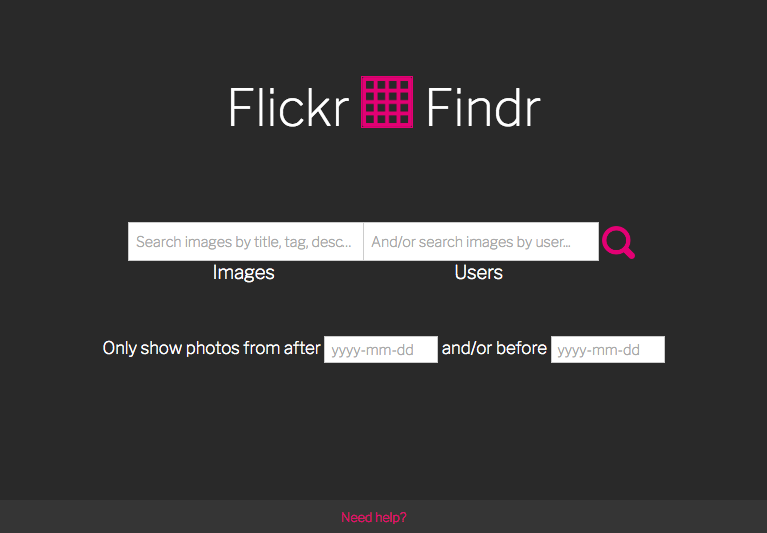 Flickr Findr
Search images by title, tag, desc... And/or search images by user...
Images Users
Only show photos from after yyyy-mm-dd and/or before yyyy-mm-dd
Need help?